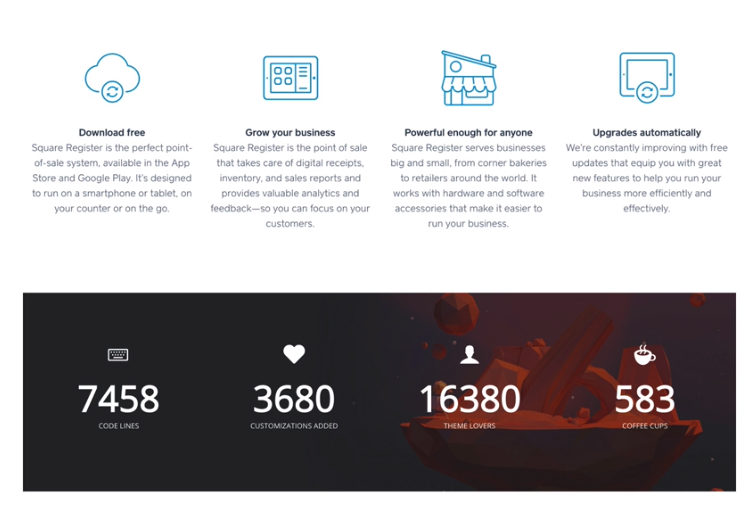 Download free
Square Register is the perfect point-
of-sale system, available in the App
Store and Google Play. It's designed
to run on a smartphone or tablet, on
your counter or on the go.
Grow your business
Square Register is the point of sale
that takes care of digital receipts,
inventory, and sales reports and
provides valuable analytics and
feedback—so you can focus on your
customers.
Powerful enough for anyone
Square Register serves businesses
big and small, from corner bakeries
to retailers around the world. It
works with hardware and software
accessories that make it easier to
run your business.
Upgrades automatically
We're constantly improving with free
updates that equip you with great
new features to help you run your
business more efficiently and
effectively.
7458
CODE LINES
3680
CUSTOMIZATIONS ADDED
16380
THEME LOVERS
583
COFFEE CUPS